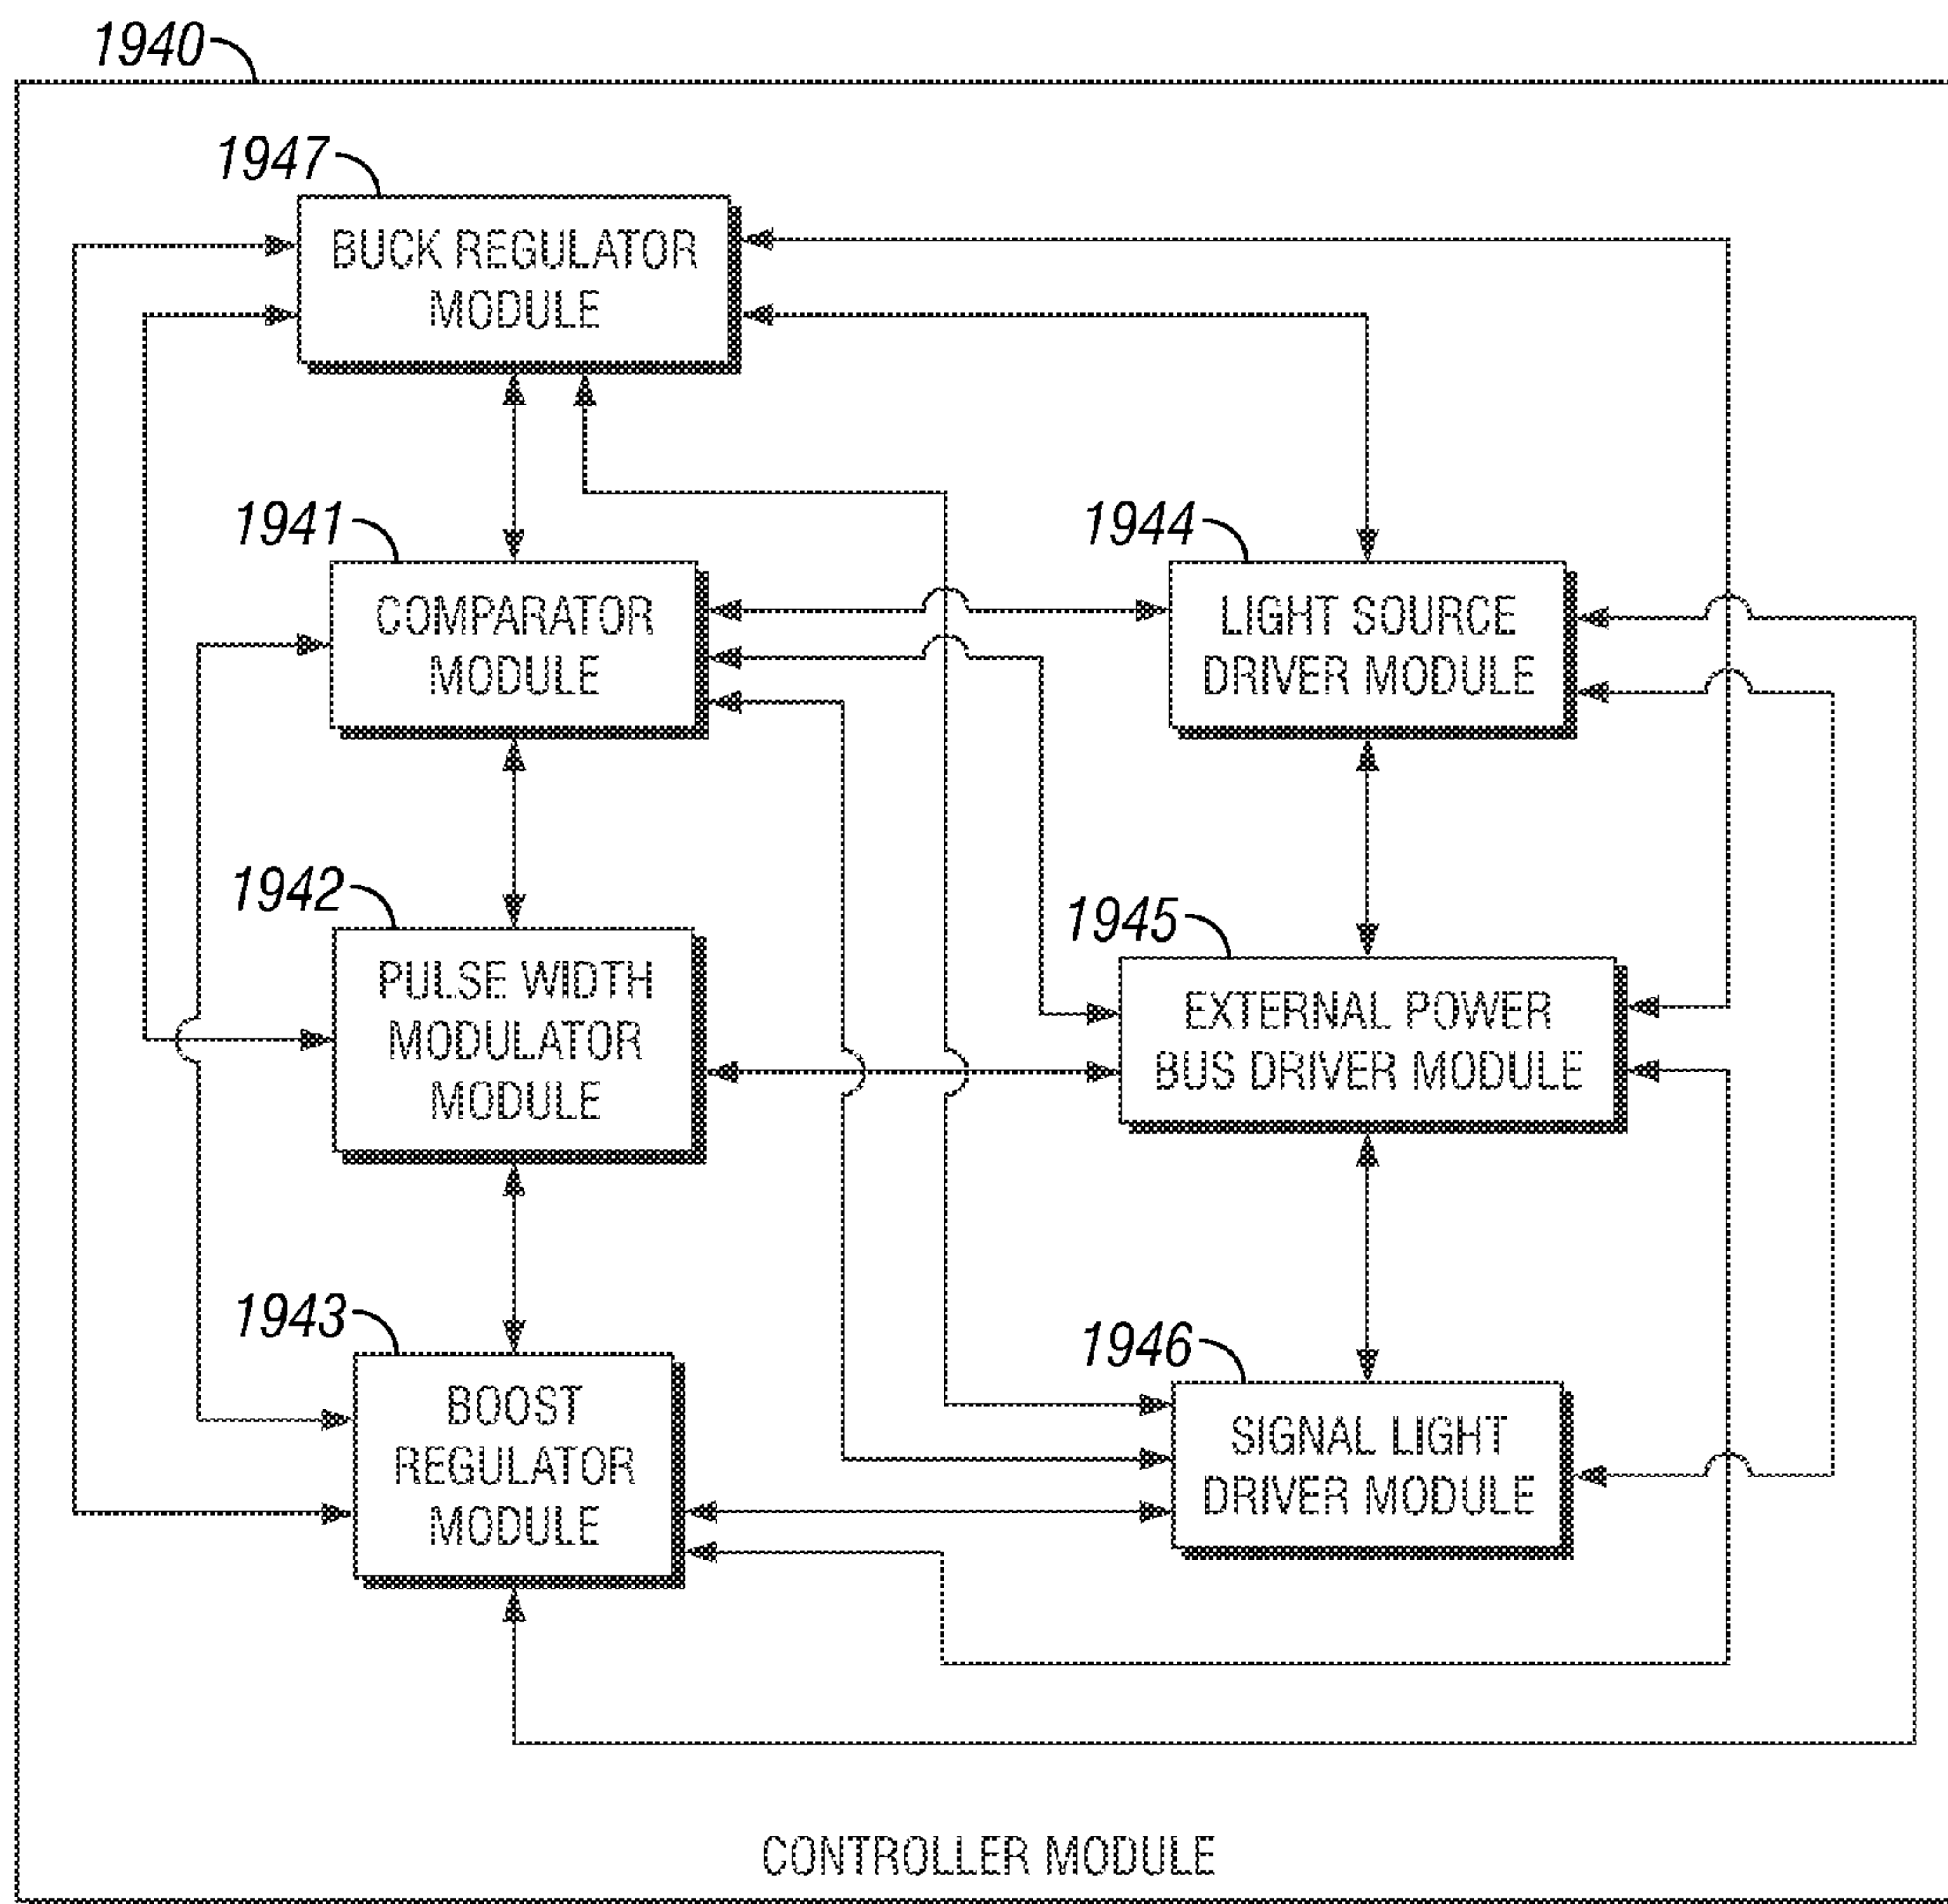 1940
1947
BUCK REGULATOR
MODULE
1941
COMPARATOR
MODULE
1944
LIGHT SOURCE
DRIVER MODULE
1942
PULSE WIDTH
MODULATOR
MODULE
1945
EXTERNAL POWER
BUS DRIVER MODULE
1943
BOOST
REGULATOR
MODULE
1946
SIGNAL LIGHT
DRIVER MODULE
CONTROLLER MODULE